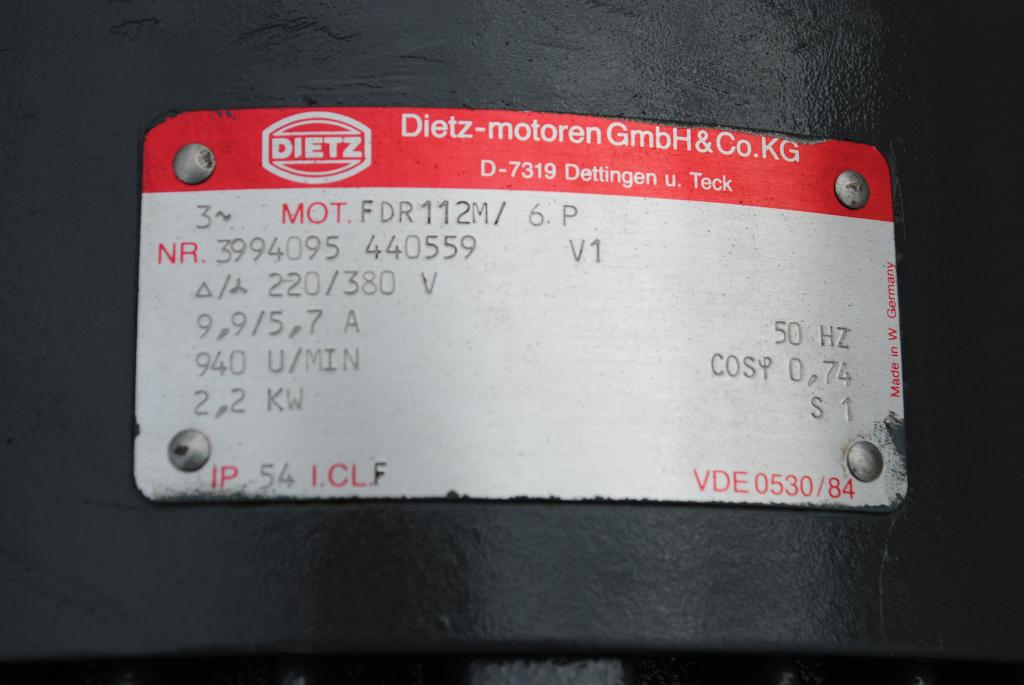 DIETZ
Dietz-motoren GmbH & Co. KG
D-7319 Dettingen u. Teck
3~ MOT. FDR112M/ 6.P
NR. 3994095 440559 V1
△/⅄ 220/380 V
9,9/5,7 A 50 HZ
940 U/MIN COSφ 0,74
2,2 KW S 1
IP 54 I.CL.F VDE 0530/84
Made in W Germany